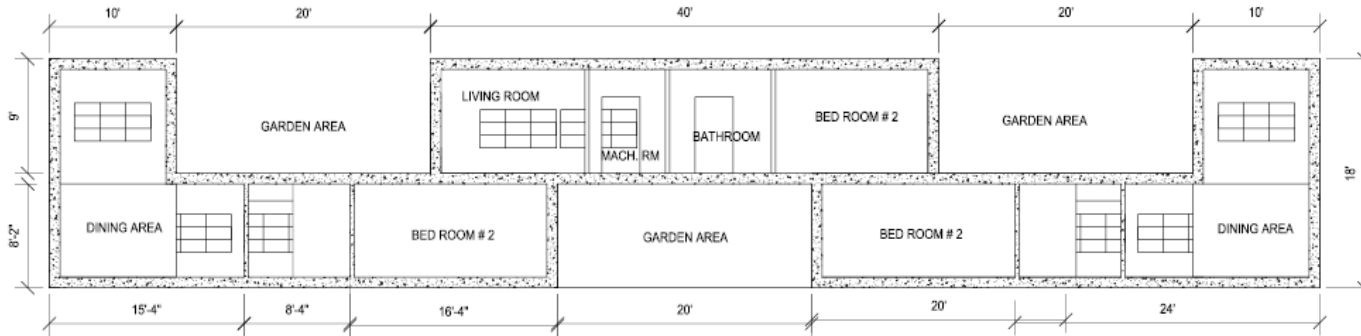 10'
20'
40'
20'
10'
LIVING ROOM
BED ROOM # 2
GARDEN AREA
GARDEN AREA
BATHROOM
MACH. RM
9'
18'
8'-2"
DINING AREA
BED ROOM # 2
GARDEN AREA
BED ROOM # 2
DINING AREA
15'-4"
8'-4"
16'-4"
20'
20'
24'